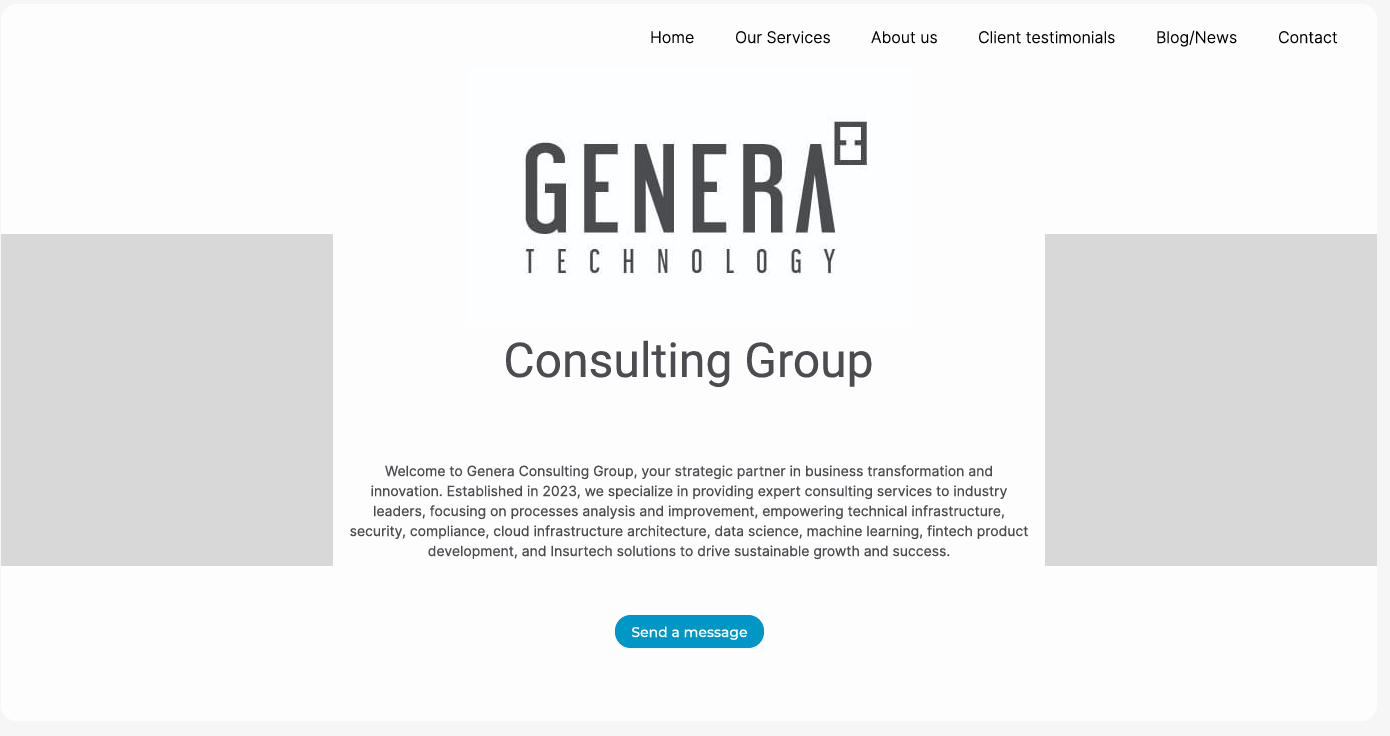 Home Our Services About us Client testimonials Blog/News Contact
GENERA
TECHNOLOGY
Consulting Group
Welcome to Genera Consulting Group, your strategic partner in business transformation and
innovation. Established in 2023, we specialize in providing expert consulting services to industry
leaders, focusing on processes analysis and improvement, empowering technical infrastructure,
security, compliance, cloud infrastructure architecture, data science, machine learning, fintech product
development, and Insurtech solutions to drive sustainable growth and success.
Send a message